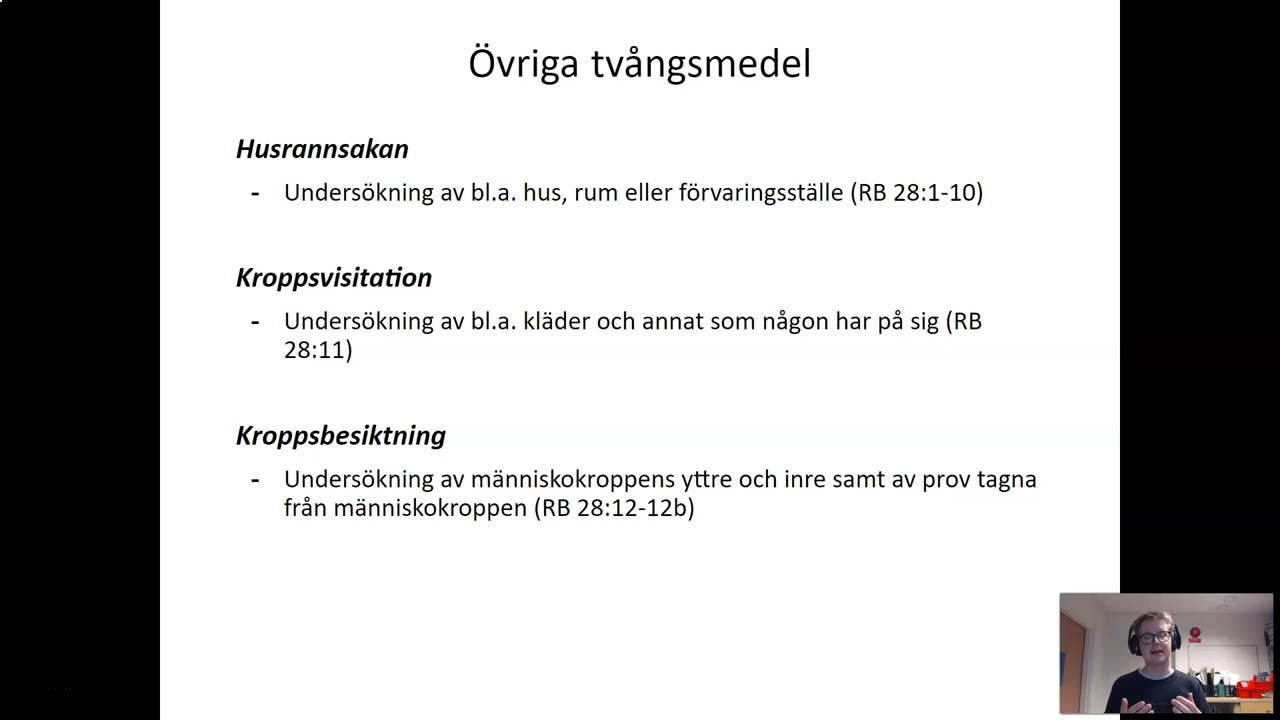 Övriga tvångsmedel
Husrannsakan
- Undersökning av bl.a. hus, rum eller förvaringsställe (RB 28:1-10)
Kroppsvisitation
- Undersökning av bl.a. kläder och annat som någon har på sig (RB
28:11)
Kroppsbesiktning
- Undersökning av människokroppens yttre och inre samt av prov tagna
från människokroppen (RB 28:12-12b)